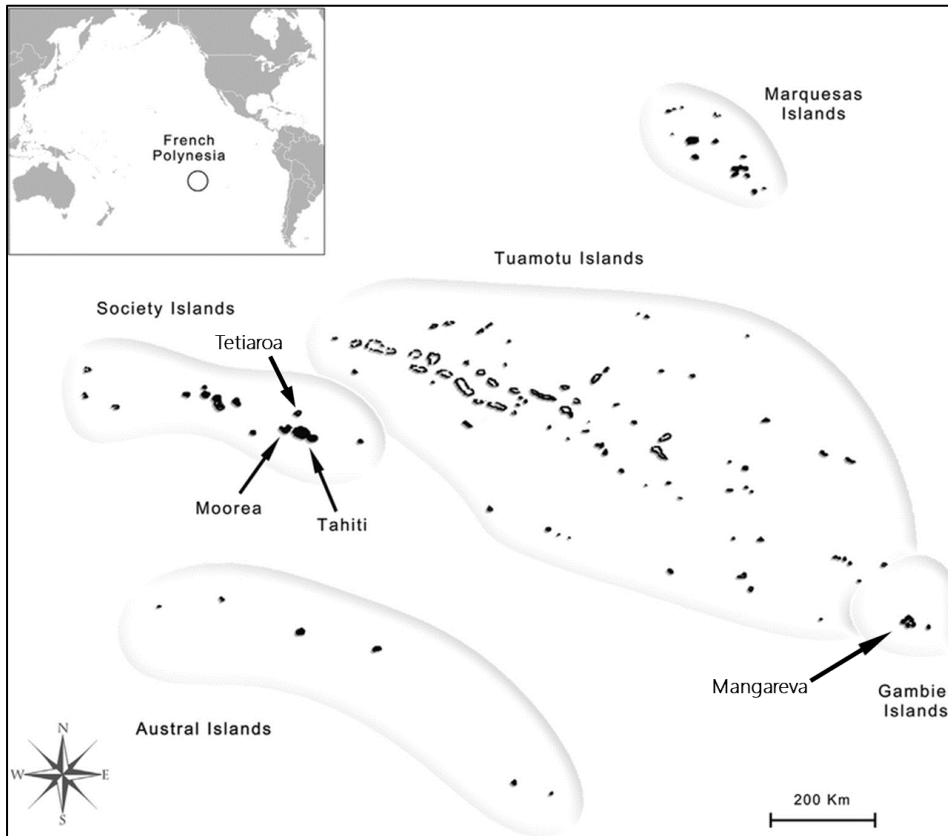 French
Polynesia
Marquesas
Islands
Tuamotu Islands
Society Islands
Tetiaroa
Moorea
Tahiti
Mangareva
Gambie
Islands
Austral Islands
N
W
E
S
200 Km